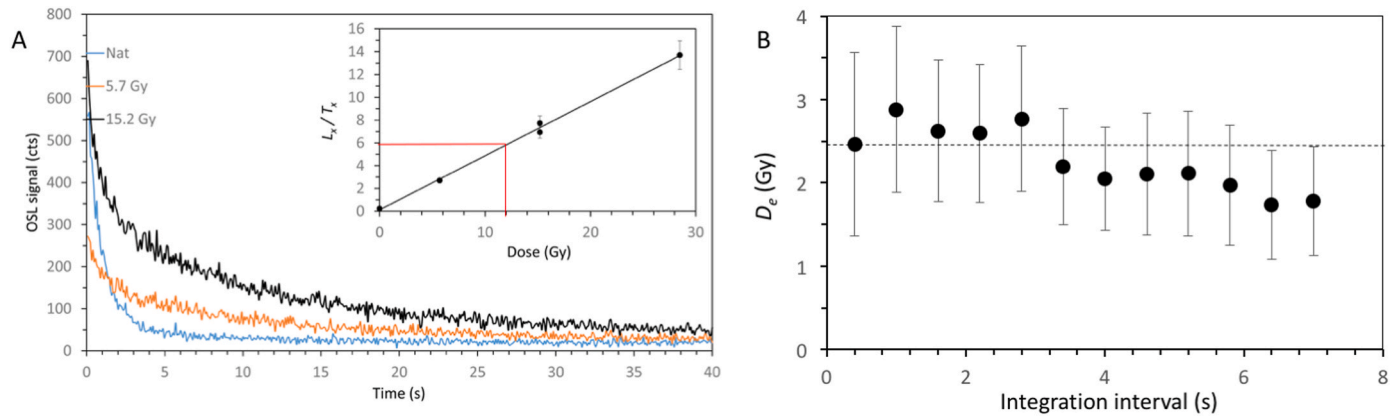 A
800
700
600
500
400
300
200
100
0
OSL signal (cts)
Nat
5.7 Gy
15.2 Gy
0 5 10 15 20 25 30 35 40
Time (s)
16
14
12
10
8
6
4
2
0
Lx / Tx
0 10 20 30
Dose (Gy)
B
4
3
2
1
0
De (Gy)
0 2 4 6 8
Integration interval (s)